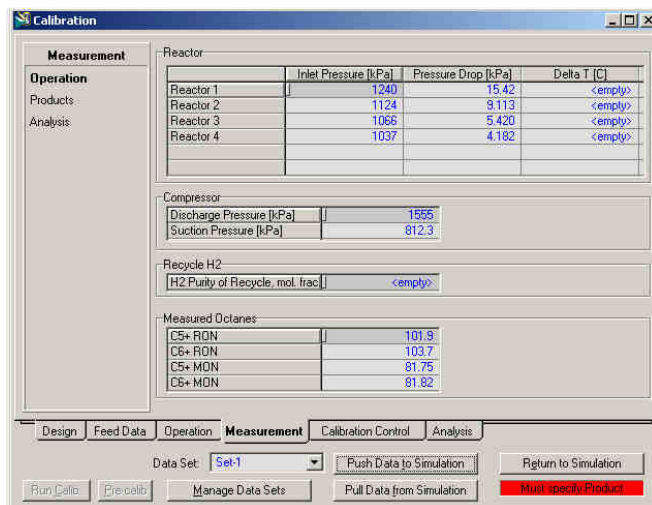 Calibration
Measurement
Operation
Products
Analysis
Reactor
Inlet Pressure [kPa] Pressure Drop [kPa] Delta T [C]
Reactor 1 1240 15.42 <empty>
Reactor 2 1124 9.113 <empty>
Reactor 3 1066 5.420 <empty>
Reactor 4 1037 4.182 <empty>
Compressor
Discharge Pressure [kPa] 1555
Suction Pressure [kPa] 812.3
Recycle H2
H2 Purity of Recycle, mol. frac. <empty>
Measured Octanes
C5+ RON 101.9
C6+ RON 103.7
C5+ MON 81.75
C6+ MON 81.82
Design Feed Data Operation Measurement Calibration Control Analysis
Data Set: Set-1 Push Data to Simulation Return to Simulation
Run Calib Pre-calib Manage Data Sets Pull Data from Simulation Must specify Product